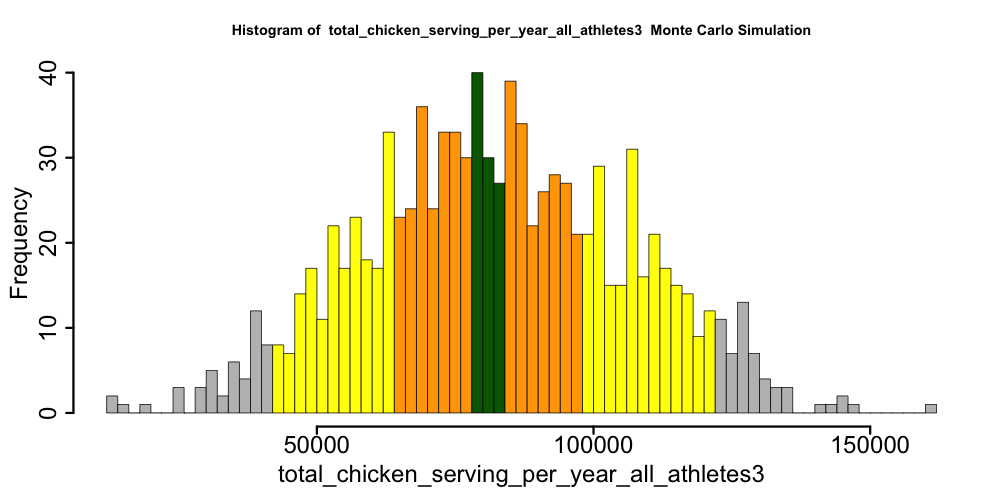 Histogram of  total_chicken_serving_per_year_all_athletes3  Monte Carlo Simulation
40
30
20
10
0
Frequency
50000 100000 150000
total_chicken_serving_per_year_all_athletes3